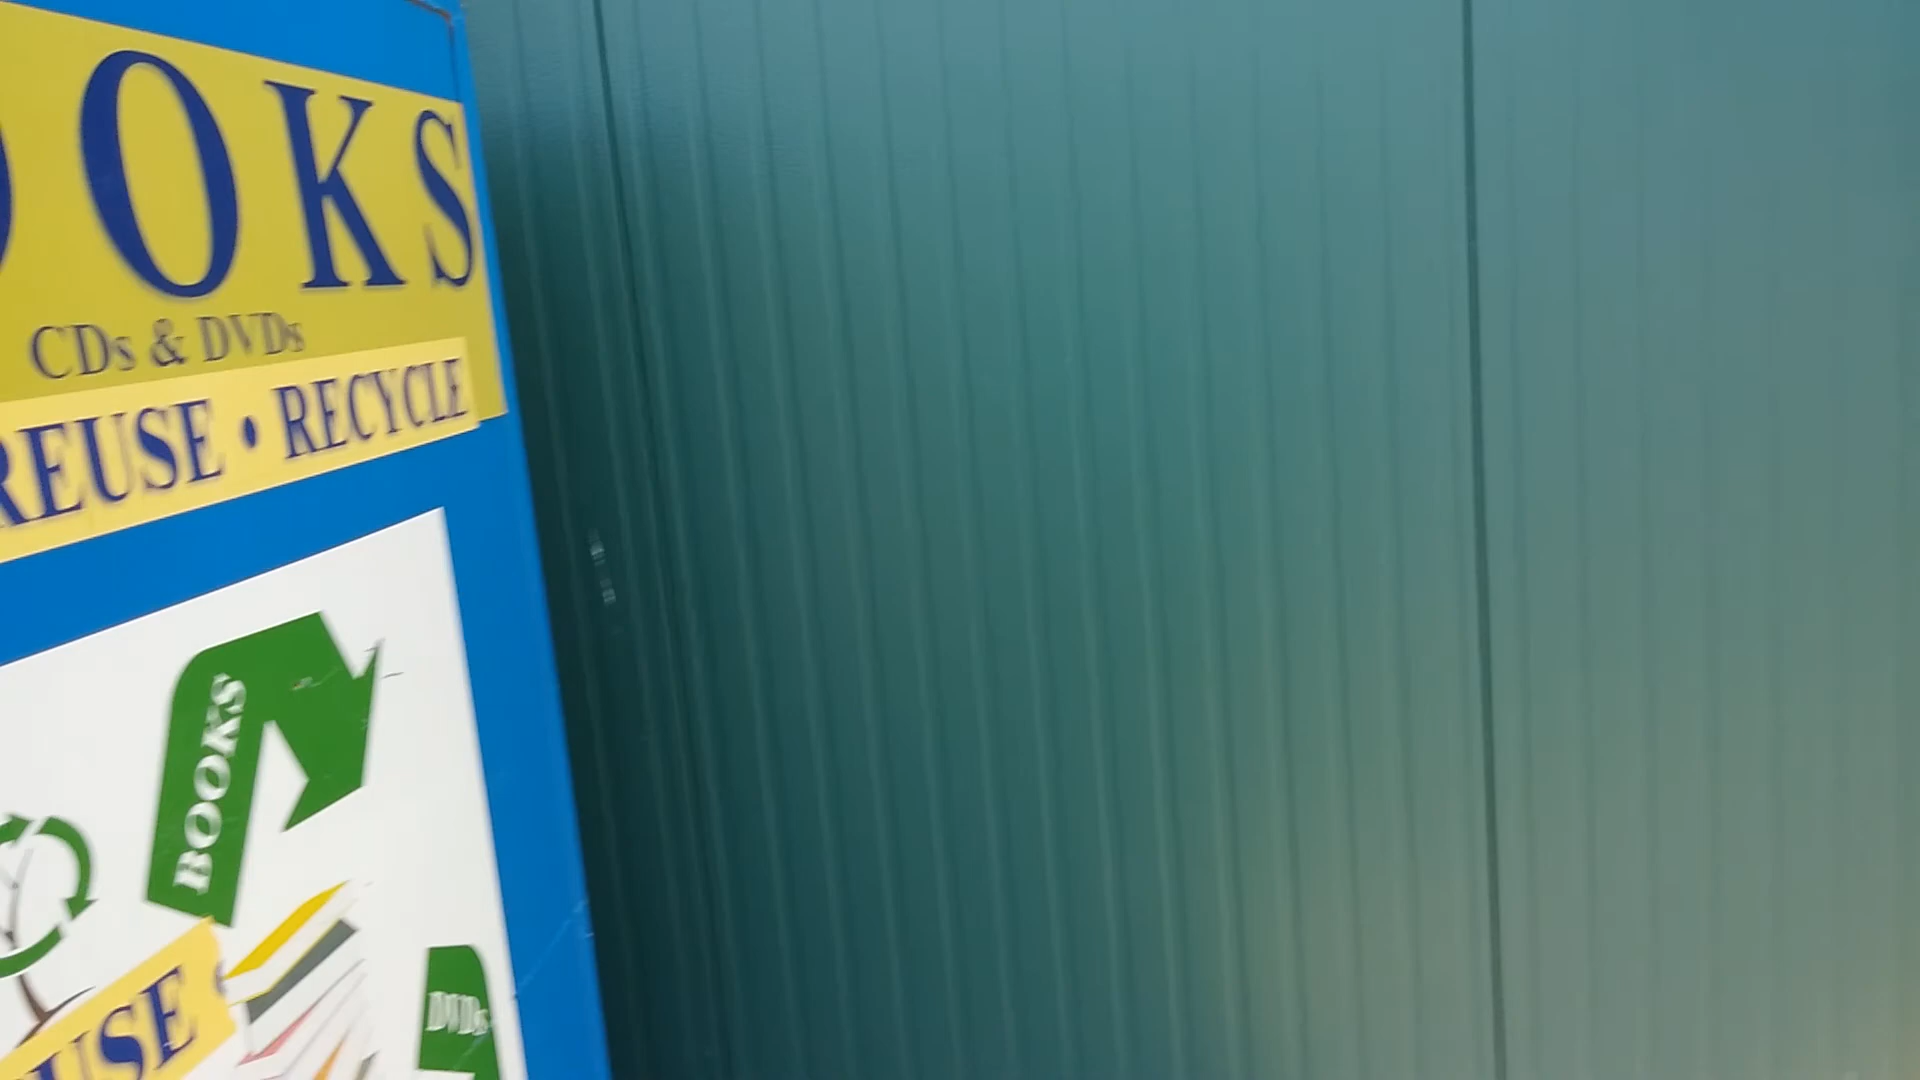 OOKS
CDs & DVDs
REUSE • RECYCLE
BOOKS
USE •
DVDs